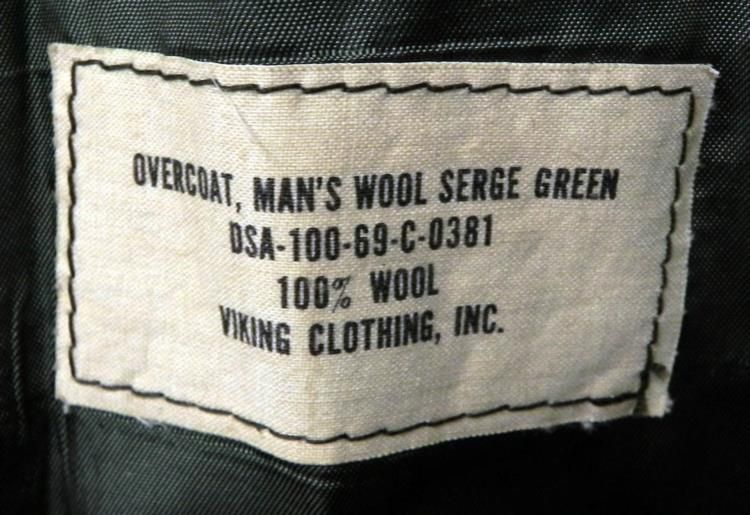 OVERCOAT, MAN'S WOOL SERGE GREEN
DSA-100-69-C-0381
100% WOOL
VIKING CLOTHING, INC.